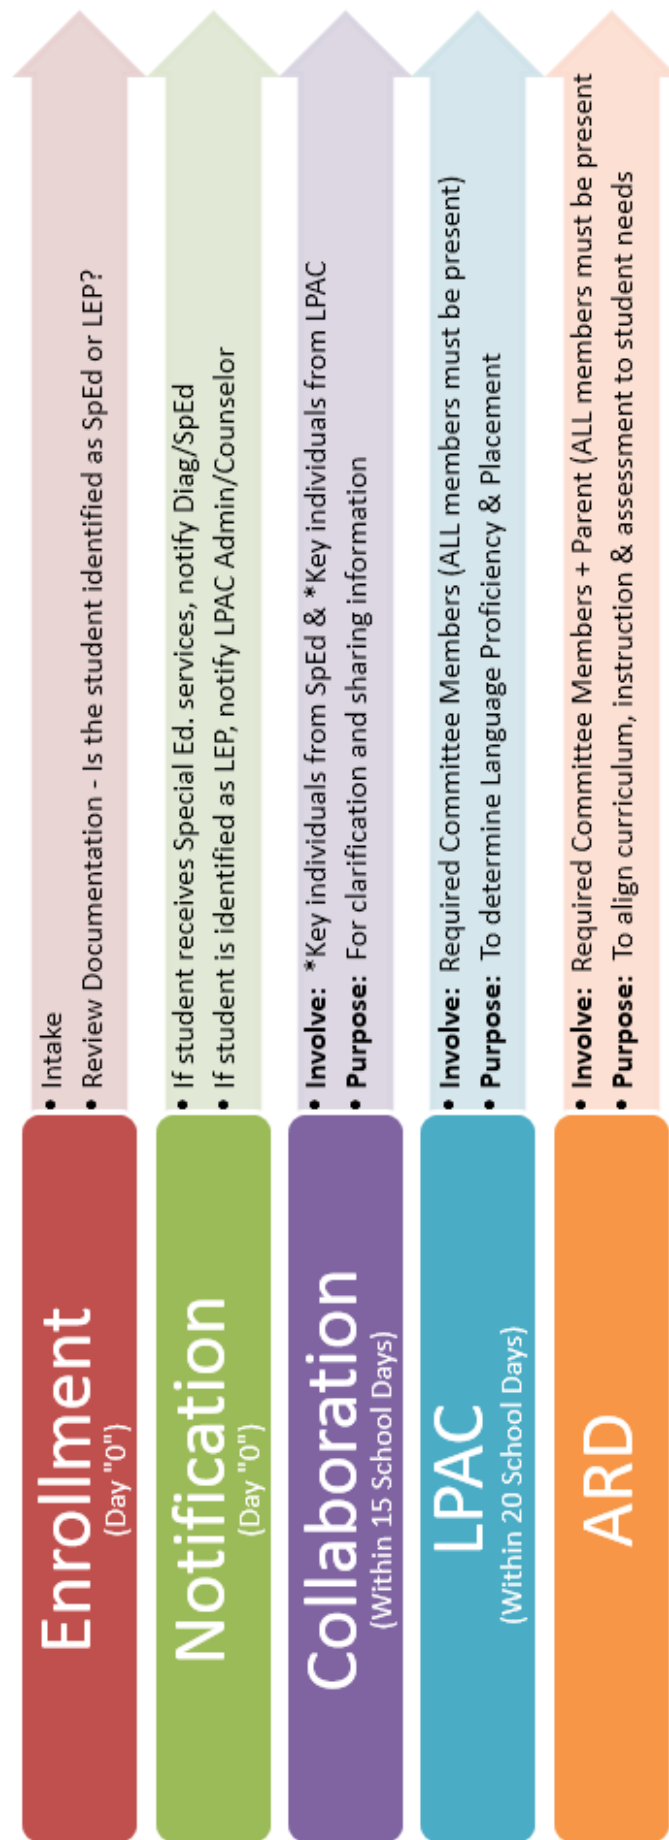 Enrollment
(Day "0")
• Intake
• Review Documentation - Is the student identified as SpEd or LEP?
Notification
(Day "0")
• If student receives Special Ed. services, notify Diag/SpEd
• If student is identified as LEP, notify LPAC Admin/Counselor
Collaboration
(Within 15 School Days)
• Involve: *Key individuals from SpEd & *Key individuals from LPAC
• Purpose: For clarification and sharing information
LPAC
(Within 20 School Days)
• Involve: Required Committee Members (ALL members must be present)
• Purpose: To determine Language Proficiency & Placement
ARD
• Involve: Required Committee Members + Parent (ALL members must be present
• Purpose: To align curriculum, instruction & assessment to student needs